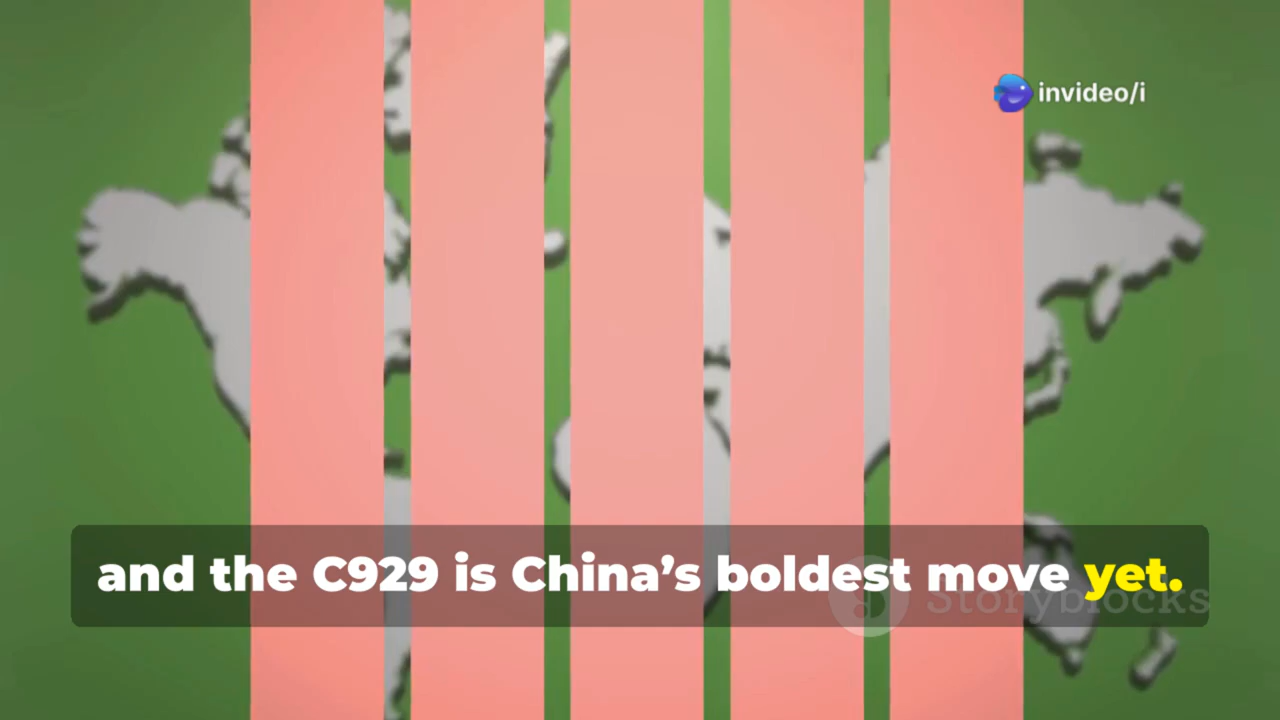 invideo/i
and the C929 is China’s boldest move yet.
Storyblocks